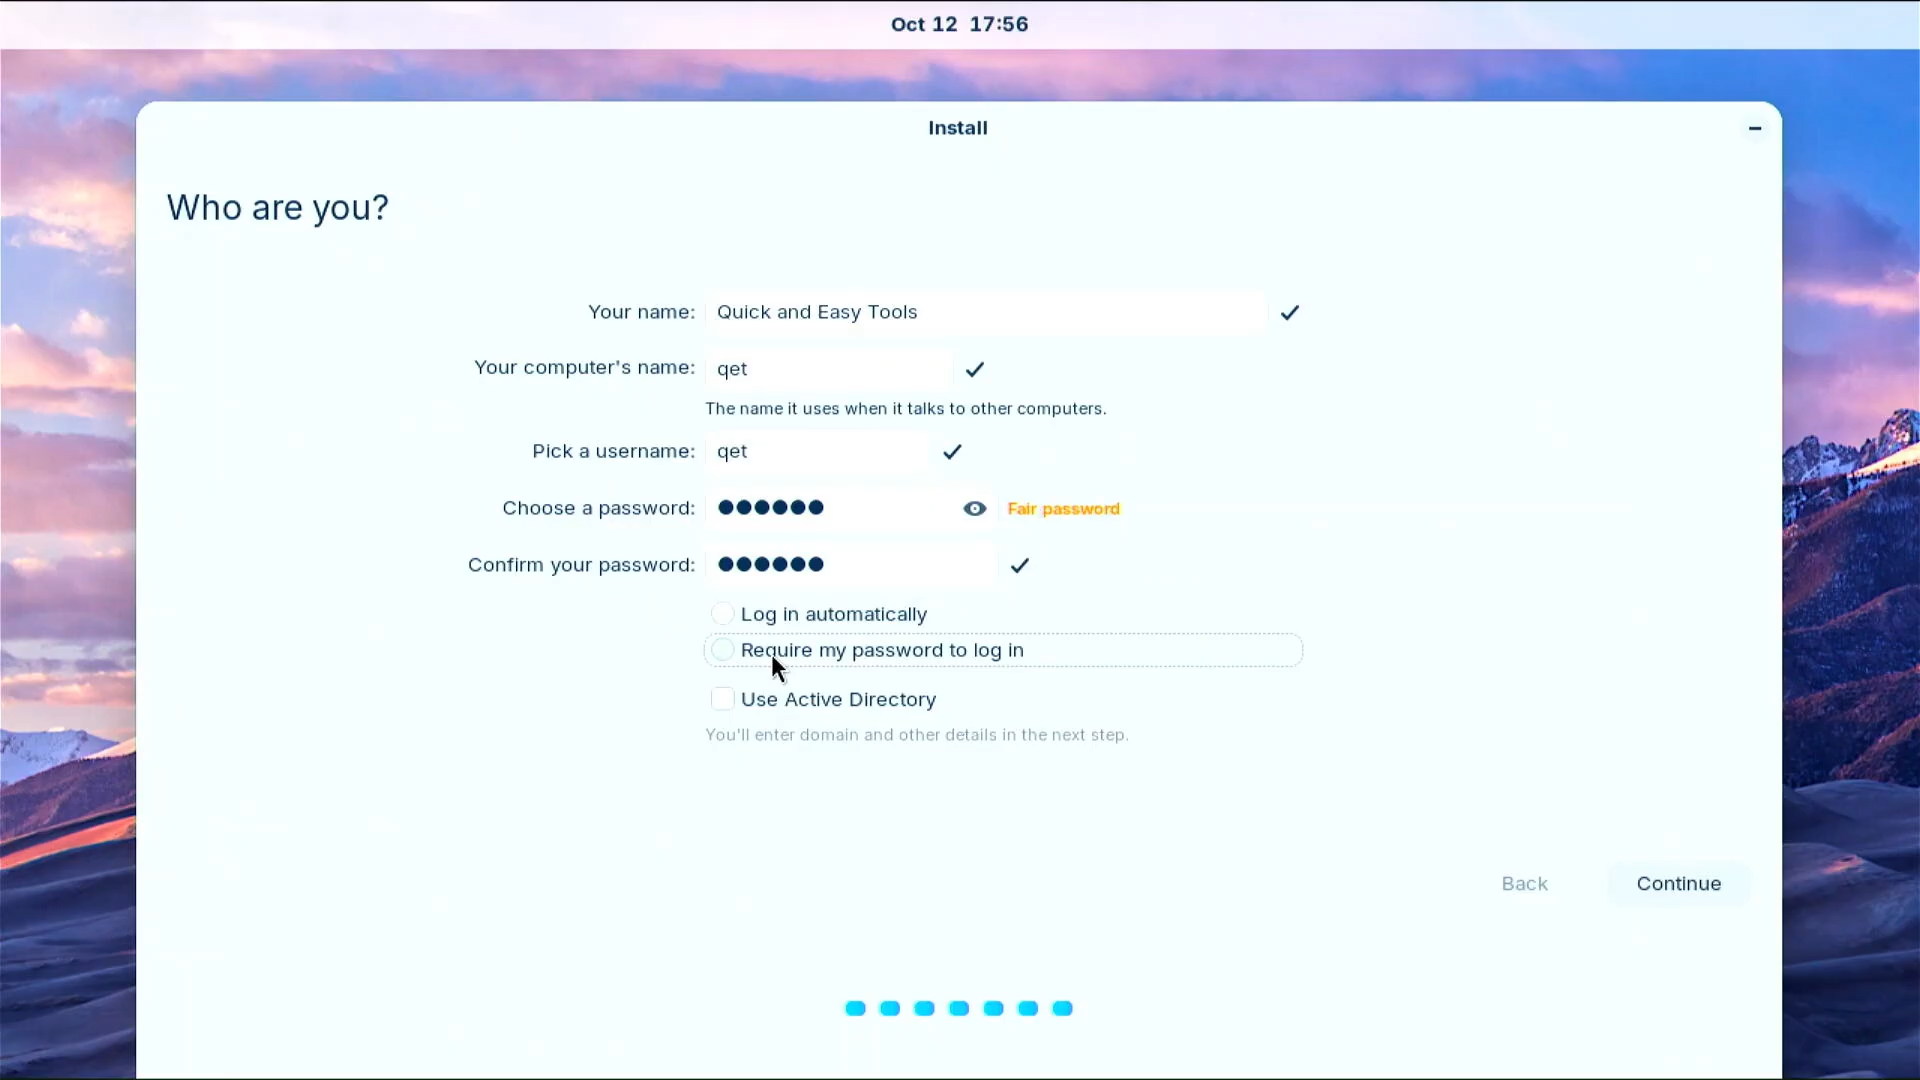 Oct 12 17:56
Install
Who are you?
Your name: Quick and Easy Tools
Your computer's name: qet
The name it uses when it talks to other computers.
Pick a username: qet
Choose a password: ●●●●●● Fair password
Confirm your password: ●●●●●●
Log in automatically
Require my password to log in
Use Active Directory
You'll enter domain and other details in the next step.
Back Continue